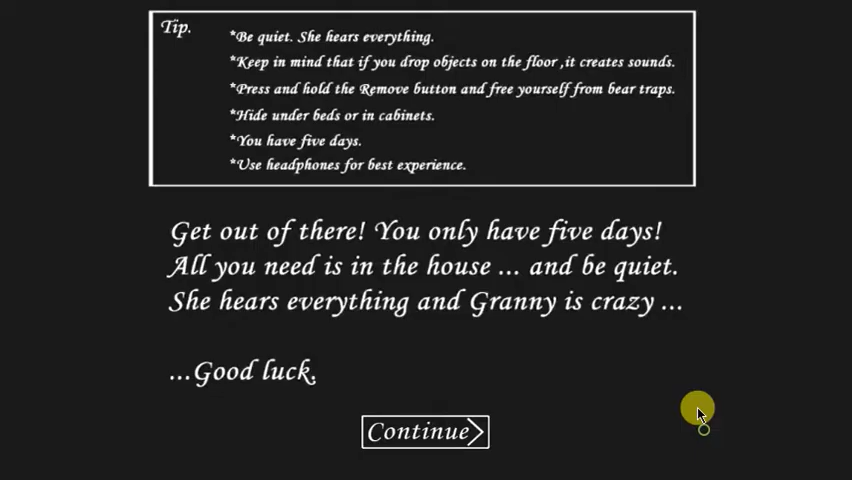 Tip.
*Be quiet. She hears everything.
*Keep in mind that if you drop objects on the floor ,it creates sounds.
*Press and hold the Remove button and free yourself from bear traps.
*Hide under beds or in cabinets.
*You have five days.
*Use headphones for best experience.
Get out of there! You only have five days!
All you need is in the house ... and be quiet.
She hears everything and Granny is crazy ...
...Good luck.
Continue>